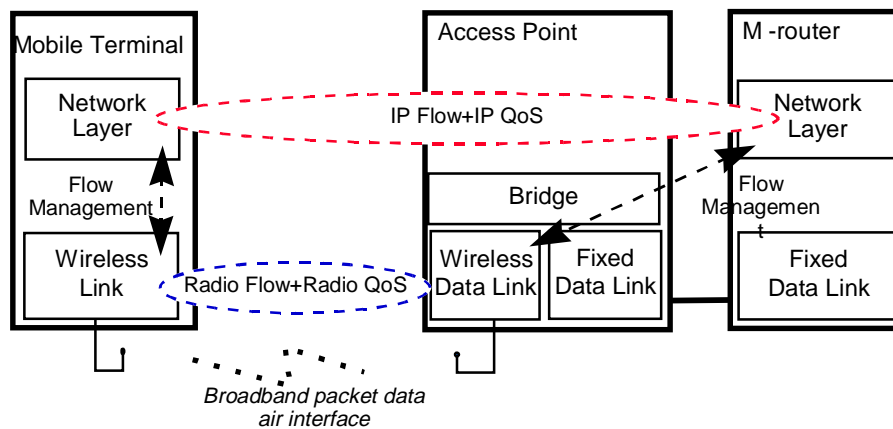 Mobile Terminal
Access Point
M -router
Network
Layer
IP Flow+IP QoS
Network
Layer
Flow
Management
Bridge
Flow
Managemen
t
Wireless
Link
Radio Flow+Radio QoS
Wireless
Data Link
Fixed
Data Link
Fixed
Data Link
Broadband packet data
air interface